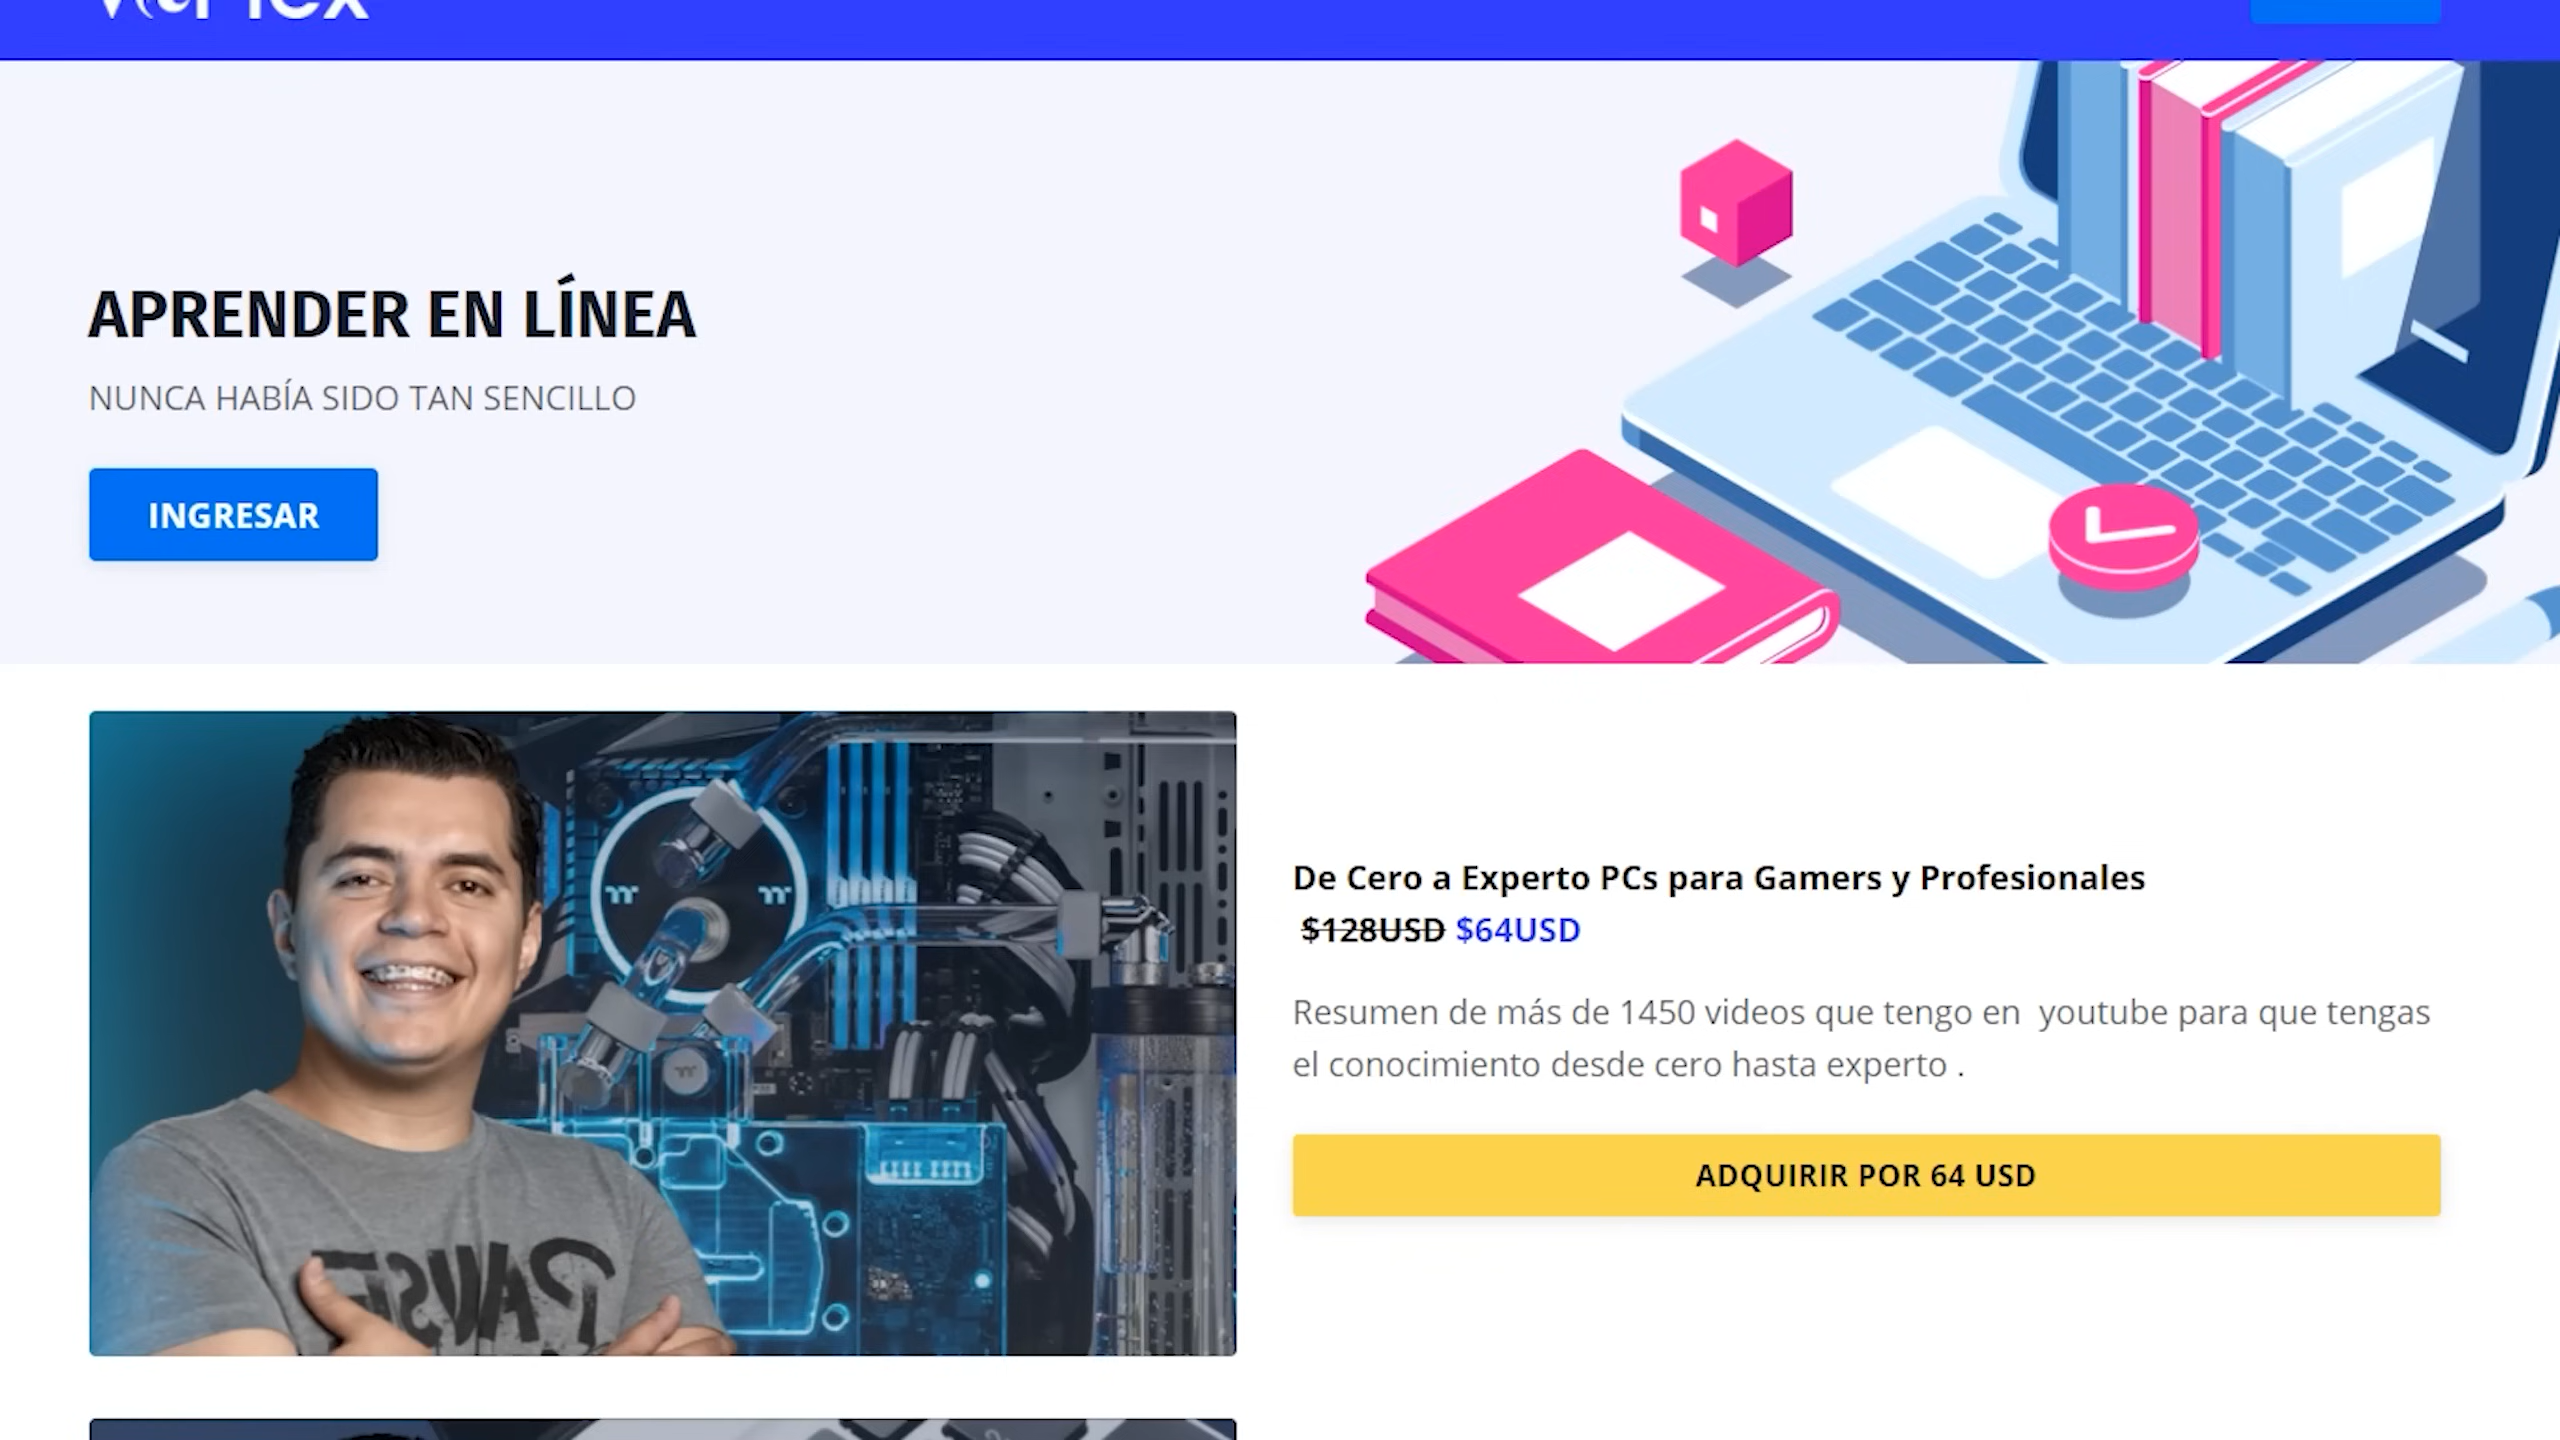 APRENDER EN LÍNEA
NUNCA HABÍA SIDO TAN SENCILLO
INGRESAR
De Cero a Experto PCs para Gamers y Profesionales
$128USD $64USD
Resumen de más de 1450 videos que tengo en youtube para que tengas
el conocimiento desde cero hasta experto .
ADQUIRIR POR 64 USD